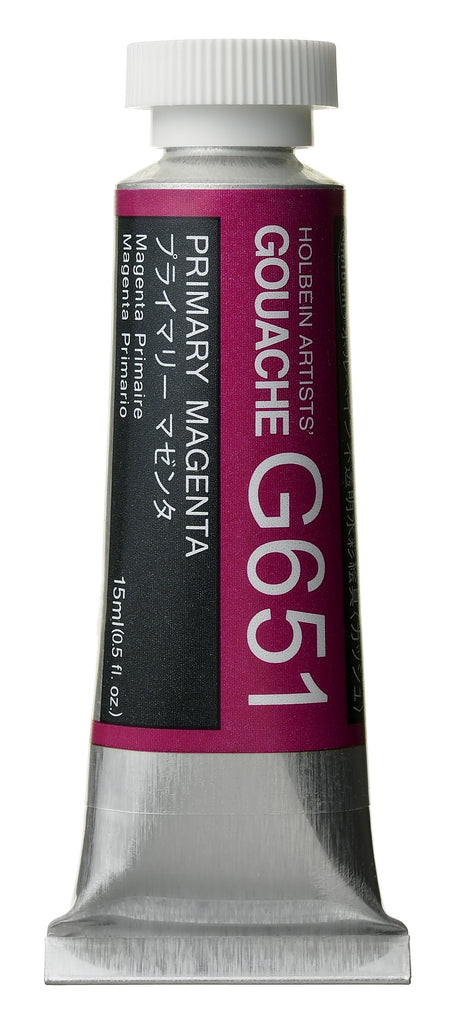 HOLBEIN ARTISTS'
GOUACHE
G651
PRIMARY MAGENTA
プライマリー マゼンタ
Magenta Primaire
Magenta Primario
15ml(0.5 fl. oz.)